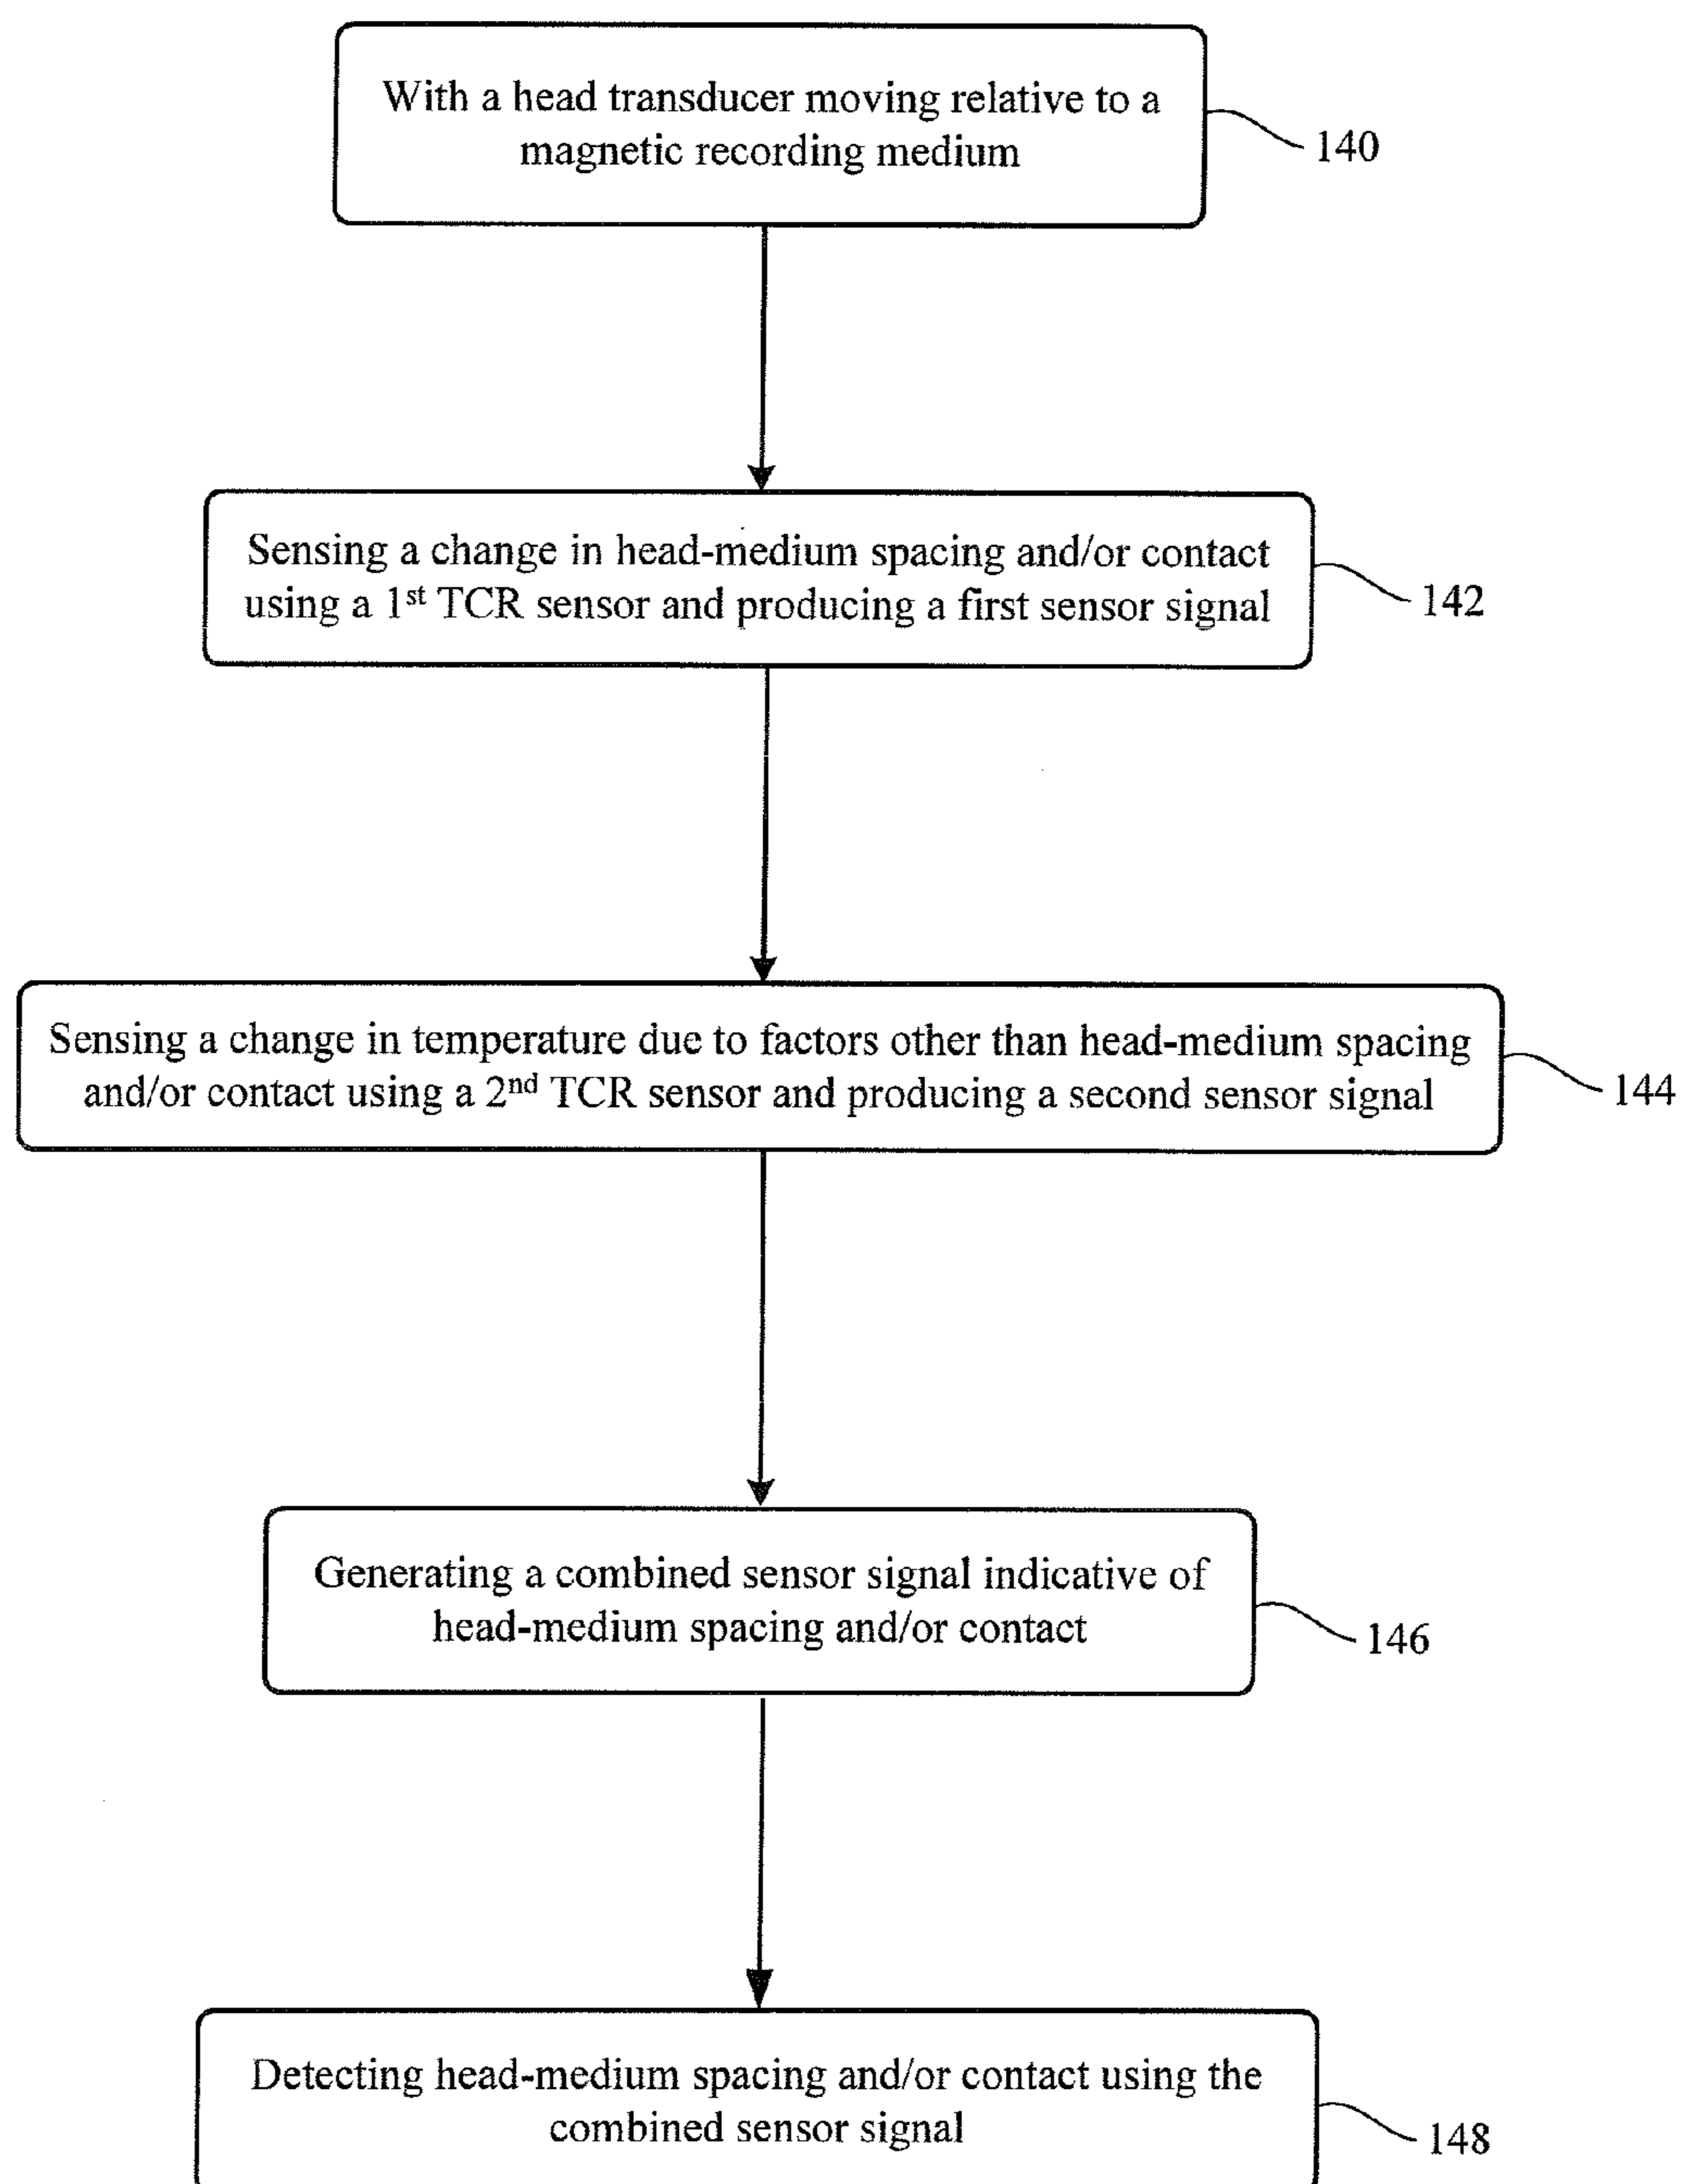 With a head transducer moving relative to a
magnetic recording medium
140
Sensing a change in head-medium spacing and/or contact
using a 1st TCR sensor and producing a first sensor signal
142
Sensing a change in temperature due to factors other than head-medium spacing
and/or contact using a 2nd TCR sensor and producing a second sensor signal
144
Generating a combined sensor signal indicative of
head-medium spacing and/or contact
146
Detecting head-medium spacing and/or contact using the
combined sensor signal
148